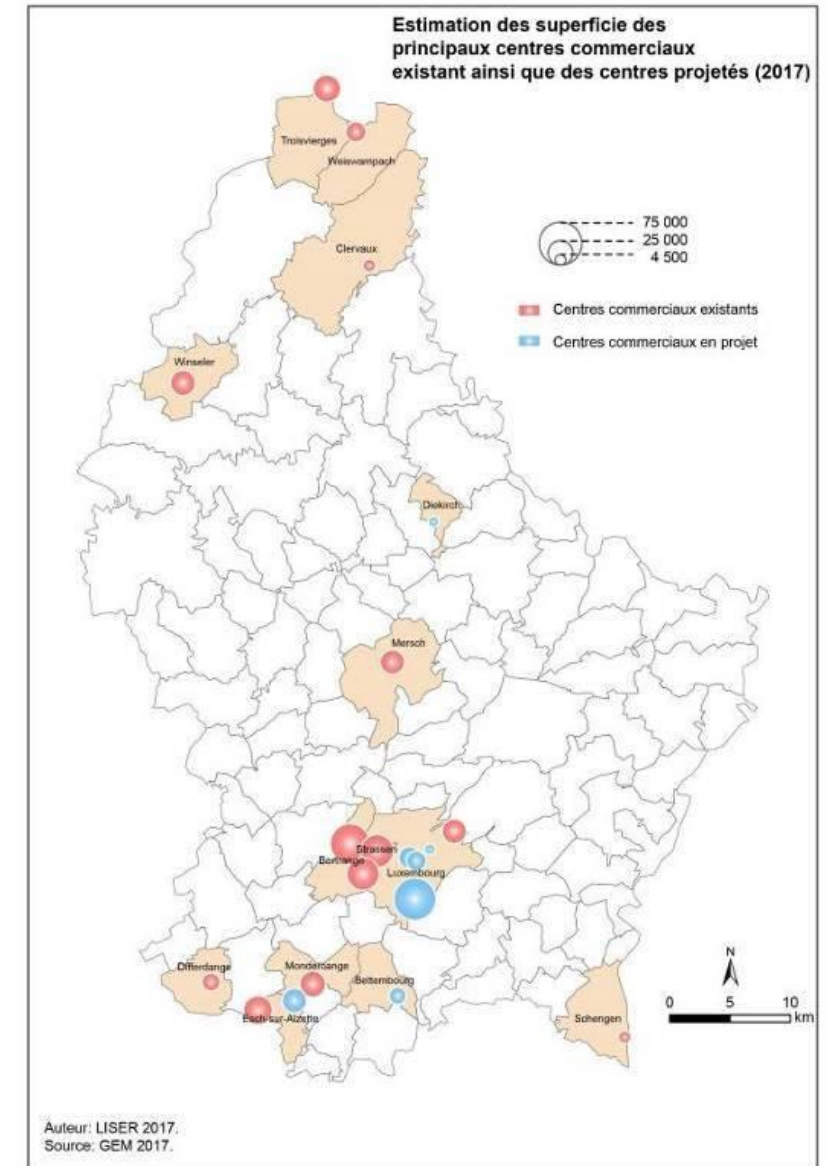 Estimation des superficie des
principaux centres commerciaux
existant ainsi que des centres projetés (2017)
Troisvierges
Weiswampach
Clervaux
75 000
25 000
4 500
Centres commerciaux existants
Centres commerciaux en projet
Winseler
Diekirch
Mersch
Strassen
Bertrange
Luxembourg
Differdange
Mondercange
Bettembourg
Esch-sur-Alzette
Schengen
N
0 5 10
km
Auteur: LISER 2017.
Source: GEM 2017.